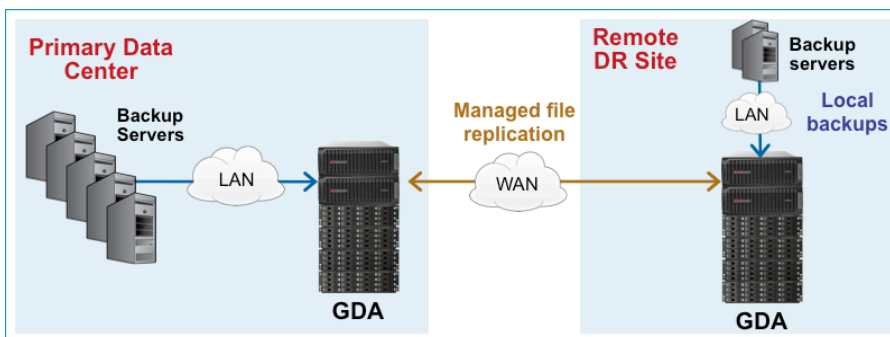 Primary Data
Center
Backup
Servers
LAN
GDA
Managed file
replication
WAN
Remote
DR Site
Backup
servers
LAN
Local
backups
GDA